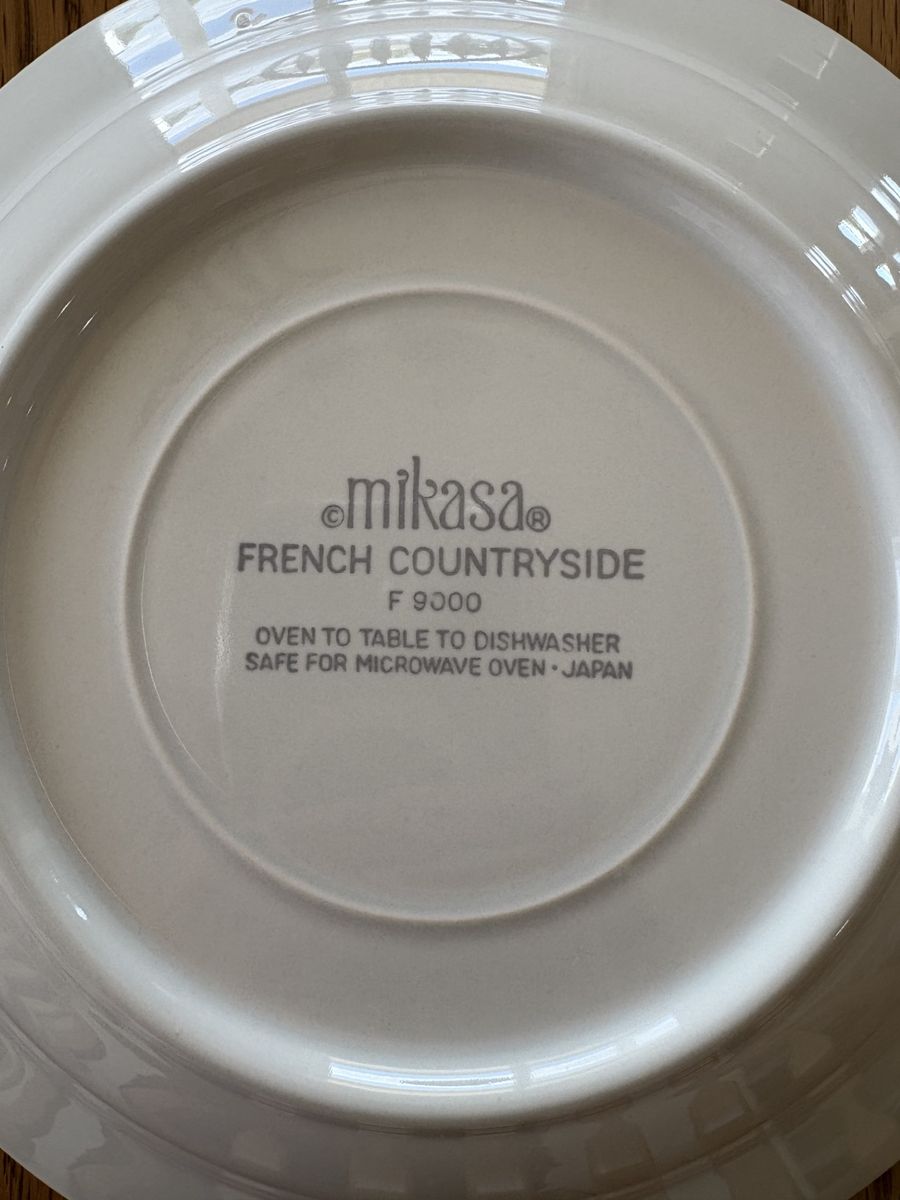 ©mikasa®
FRENCH COUNTRYSIDE
F 9000
OVEN TO TABLE TO DISHWASHER
SAFE FOR MICROWAVE OVEN · JAPAN